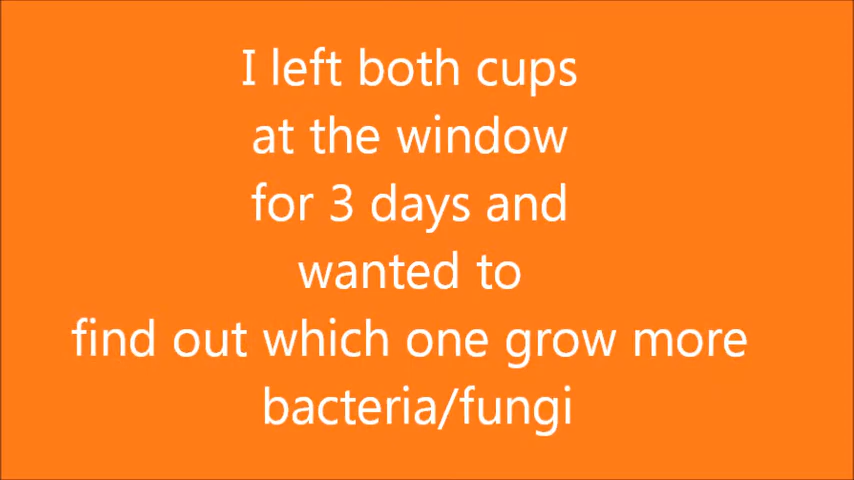 I left both cups
at the window
for 3 days and
wanted to
find out which one grow more
bacteria/fungi